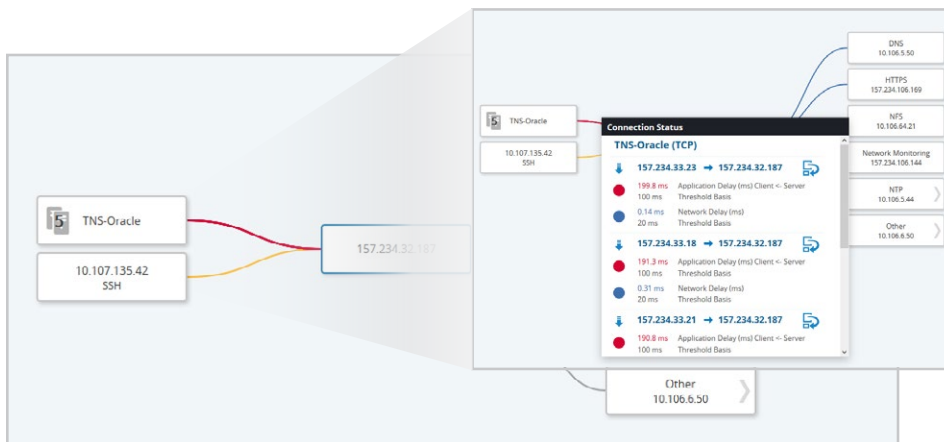 5
TNS-Oracle
10.107.135.42
SSH
157.234.32.187
Other
10.106.6.50
5
TNS-Oracle
10.107.135.42
SSH
Connection Status
TNS-Oracle (TCP)
157.234.33.23 → 157.234.32.187
199.8 ms Application Delay (ms) Client <- Server
100 ms Threshold Basis
0.14 ms Network Delay (ms)
20 ms Threshold Basis
157.234.33.18 → 157.234.32.187
191.3 ms Application Delay (ms) Client <- Server
100 ms Threshold Basis
0.31 ms Network Delay (ms)
20 ms Threshold Basis
157.234.33.21 → 157.234.32.187
190.8 ms Application Delay (ms) Client <- Server
100 ms Threshold Basis
DNS
10.106.5.50
HTTPS
157.234.106.169
NFS
10.106.64.21
Network Monitoring
157.234.106.144
NTP
10.106.5.44
Other
10.106.6.50